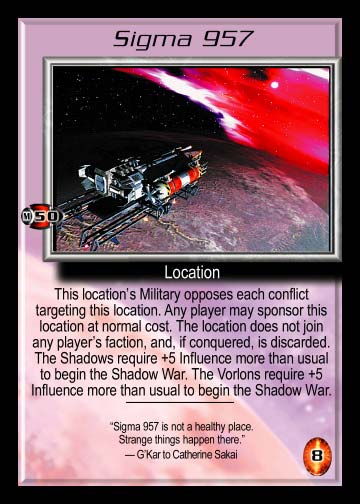 Sigma 957
M 50
Location
This location's Military opposes each conflict
targeting this location. Any player may sponsor this
location at normal cost. The location does not join
any player's faction, and, if conquered, is discarded.
The Shadows require +5 Influence more than usual
to begin the Shadow War. The Vorlons require +5
Influence more than usual to begin the Shadow War.
"Sigma 957 is not a healthy place.
Strange things happen there."
— G'Kar to Catherine Sakai
8